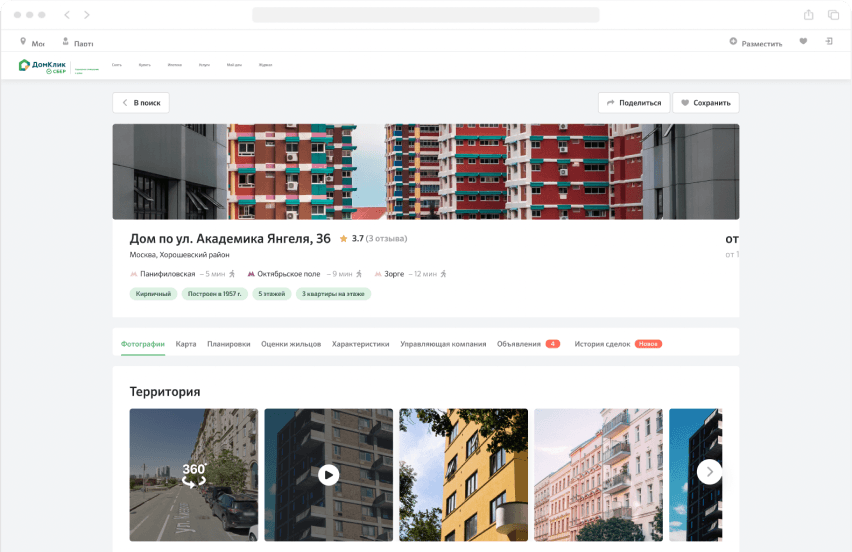 Разместить
ДомКлик
СБЕР
В поиск
Поделиться
Сохранить
Дом по ул. Академика Янгеля, 36
3.7 (3 отзыва)
от
Москва, Хорошевский район
от 1
Панифиловская – 5 мин
Октябрьское поле – 9 мин
Зорге – 12 мин
Кирпичный
Построен в 1957 г.
5 этажей
3 квартиры на этаже
Фотографии
Карта
Планировки
Оценки жильцов
Характеристики
Управляющая компания
Объявления 4
История сделок Новое
Территория
360°